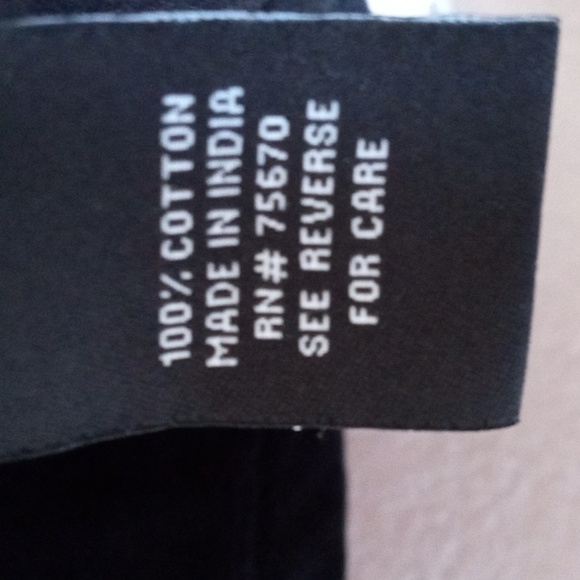 100% COTTON
MADE IN INDIA
RN# 75670
SEE REVERSE
FOR CARE